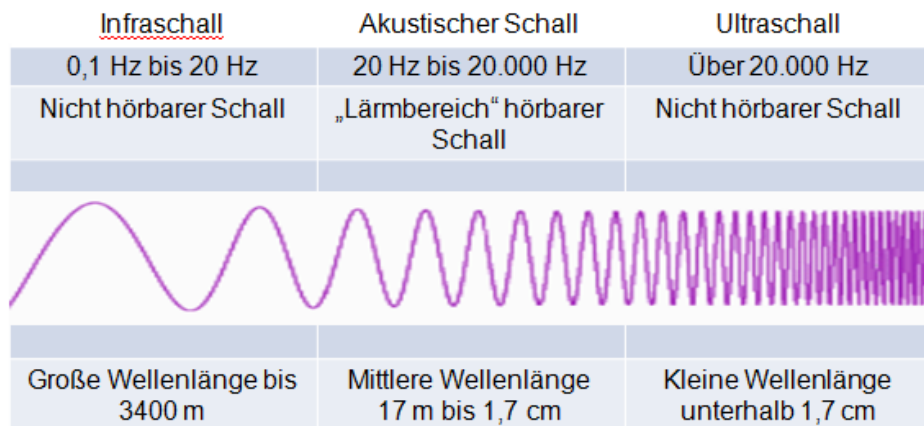 Infraschall Akustischer Schall Ultraschall
0,1 Hz bis 20 Hz 20 Hz bis 20.000 Hz Über 20.000 Hz
Nicht hörbarer Schall „Lärmbereich“ hörbarer Nicht hörbarer Schall
Schall
Große Wellenlänge bis Mittlere Wellenlänge Kleine Wellenlänge
3400 m 17 m bis 1,7 cm unterhalb 1,7 cm